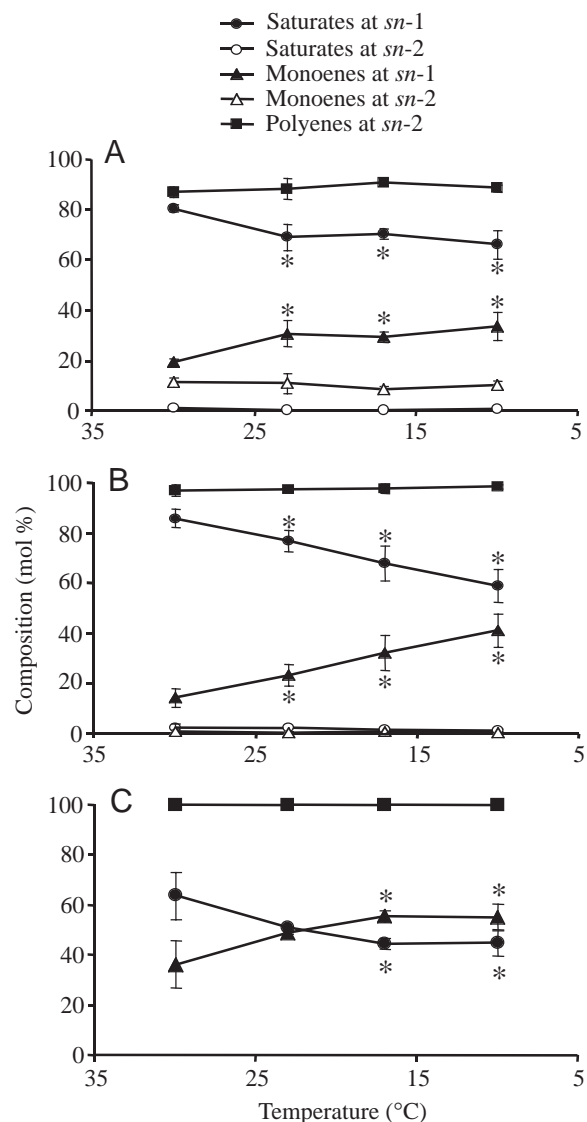 Saturates at sn-1
Saturates at sn-2
Monoenes at sn-1
Monoenes at sn-2
Polyenes at sn-2
A
100
80
60
40
20
0
* * *
* * *
35 25 15 5
B
100
80
60
40
20
0
* * *
* * *
35 25 15 5
Composition (mol %)
C
100
80
60
40
20
0
* *
* *
35 25 15 5
Temperature (°C)